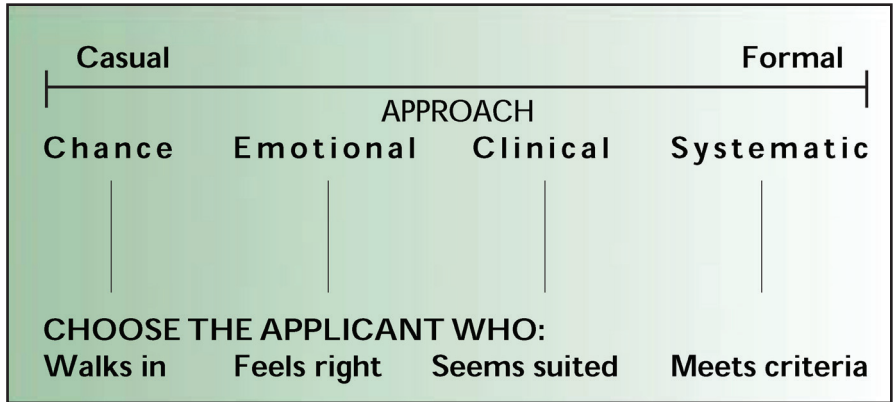 Casual Formal
APPROACH
Chance Emotional Clinical Systematic
CHOOSE THE APPLICANT WHO:
Walks in Feels right Seems suited Meets criteria